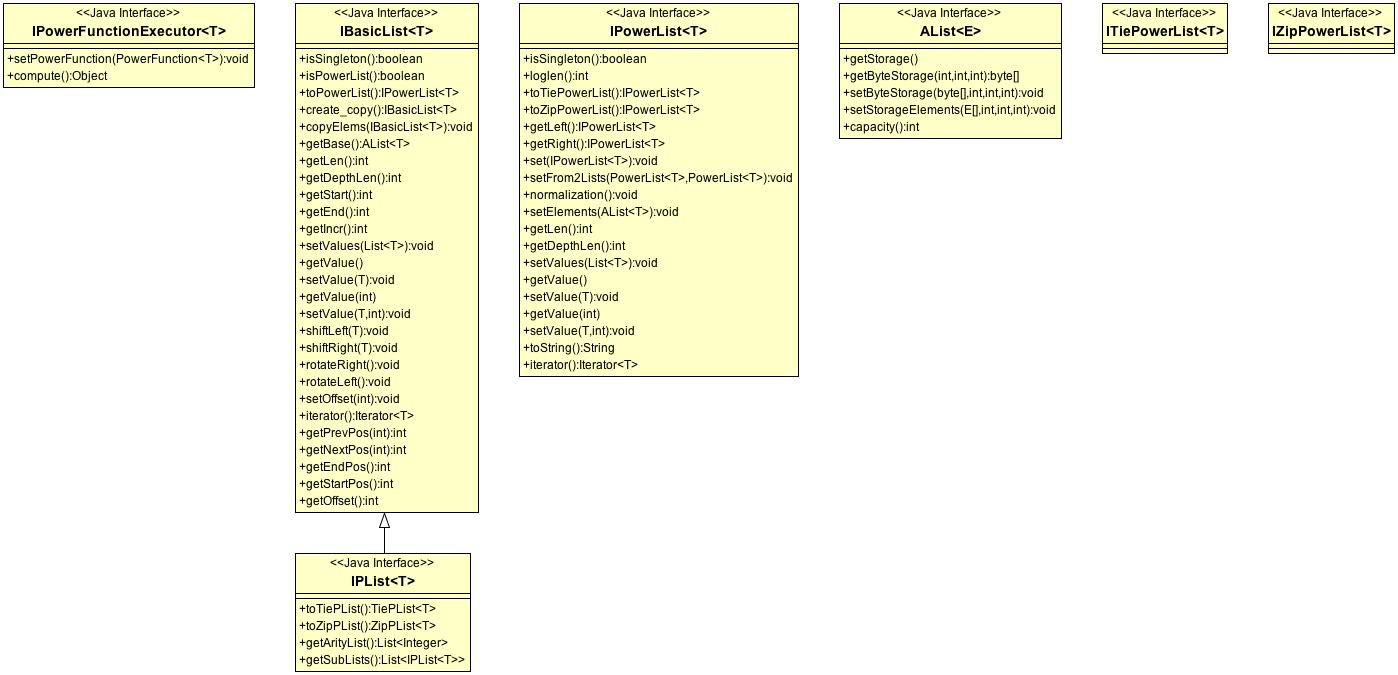 <<Java Interface>>
IPowerFunctionExecutor<T>
+setPowerFunction(PowerFunction<T>):void
+compute():Object
<<Java Interface>>
IBasicList<T>
+isSingleton():boolean
+isPowerList():boolean
+toPowerList():IPowerList<T>
+create_copy():IBasicList<T>
+copyElems(IBasicList<T>):void
+getBase():AList<T>
+getLen():int
+getDepthLen():int
+getStart():int
+getEnd():int
+getIncr():int
+setValues(List<T>):void
+getValue()
+setValue(T):void
+getValue(int)
+setValue(T,int):void
+shiftLeft(T):void
+shiftRight(T):void
+rotateRight():void
+rotateLeft():void
+setOffset(int):void
+iterator():Iterator<T>
+getPrevPos(int):int
+getNextPos(int):int
+getEndPos():int
+getStartPos():int
+getOffset():int
<<Java Interface>>
IPList<T>
+toTiePList():TiePList<T>
+toZipPList():ZipPList<T>
+getArityList():List<Integer>
+getSubLists():List<IPList<T>>
<<Java Interface>>
IPowerList<T>
+isSingleton():boolean
+loglen():int
+toTiePowerList():IPowerList<T>
+toZipPowerList():IPowerList<T>
+getLeft():IPowerList<T>
+getRight():IPowerList<T>
+set(IPowerList<T>):void
+setFrom2Lists(PowerList<T>,PowerList<T>):void
+normalization():void
+setElements(AList<T>):void
+getLen():int
+getDepthLen():int
+setValues(List<T>):void
+getValue()
+setValue(T):void
+getValue(int)
+setValue(T,int):void
+toString():String
+iterator():Iterator<T>
<<Java Interface>>
AList<E>
+getStorage()
+getByteStorage(int,int,int):byte[]
+setByteStorage(byte[],int,int,int):void
+setStorageElements(E[],int,int,int):void
+capacity():int
<<Java Interface>>
ITiePowerList<T>
<<Java Interface>>
IZipPowerList<T>